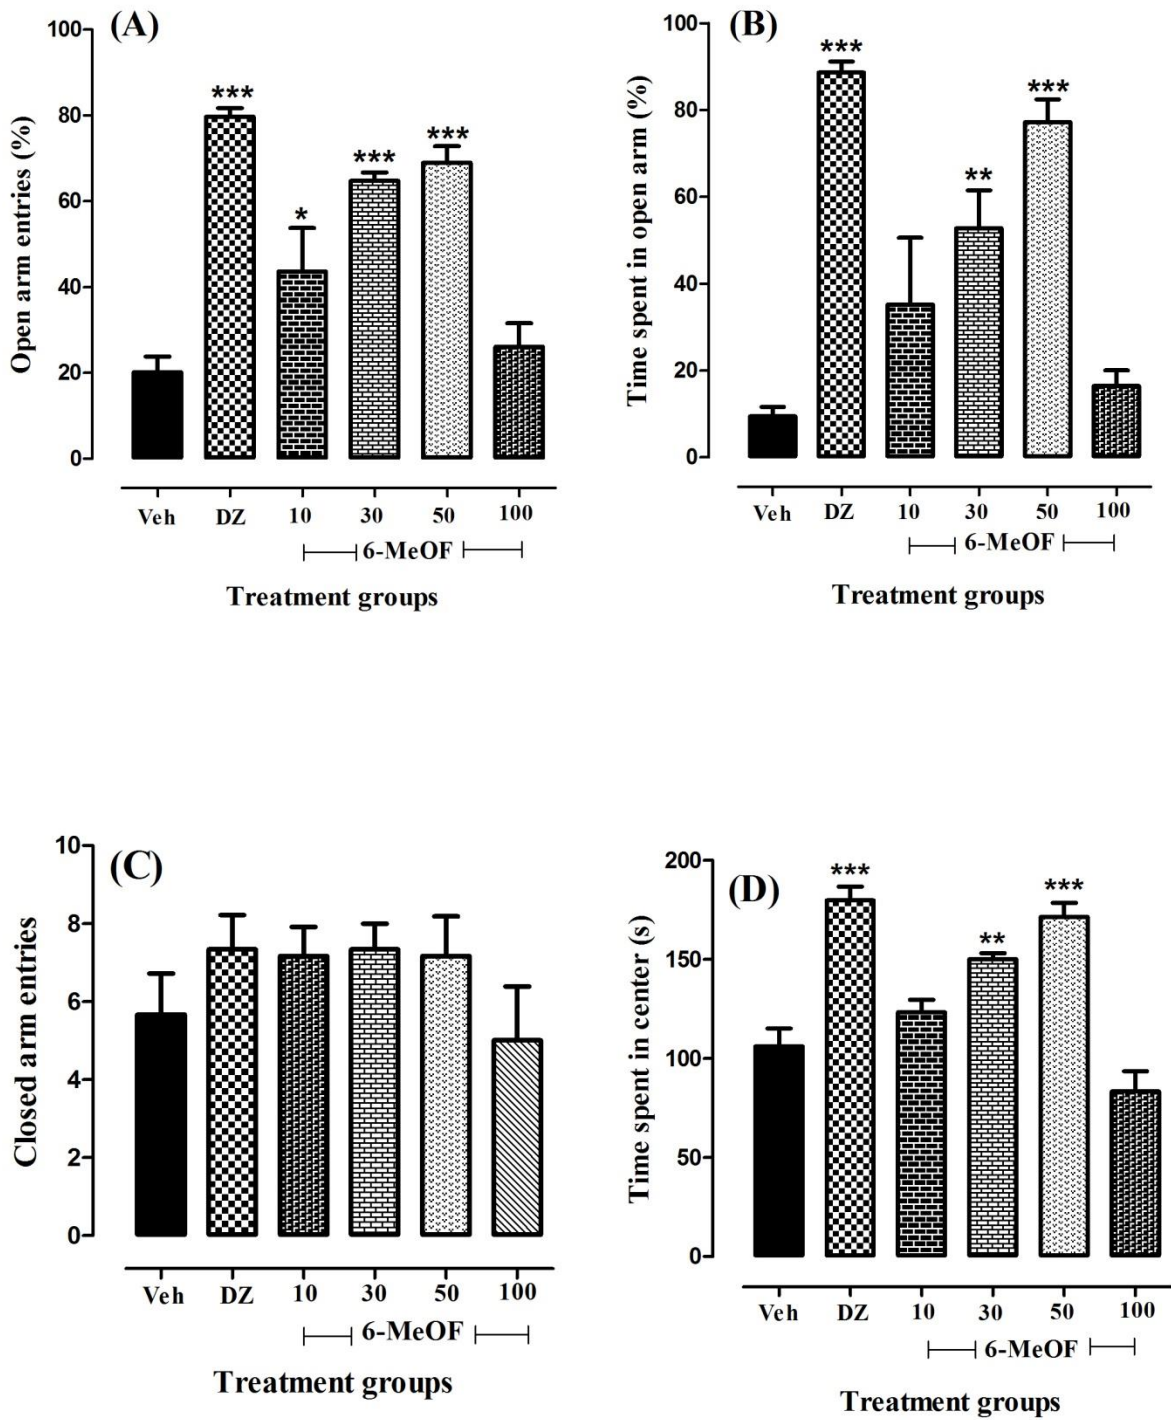 (A)
Open arm entries (%)
100
80
60
40
20
0
***
*
***
***
Veh DZ 10 30 50 100
6-MeOF
Treatment groups
(B)
Time spent in open arm (%)
100
80
60
40
20
0
***
**
***
Veh DZ 10 30 50 100
6-MeOF
Treatment groups
(C)
Closed arm entries
10
8
6
4
2
0
Veh DZ 10 30 50 100
6-MeOF
Treatment groups
(D)
Time spent in center (s)
200
150
100
50
0
***
**
***
Veh DZ 10 30 50 100
6-MeOF
Treatment groups